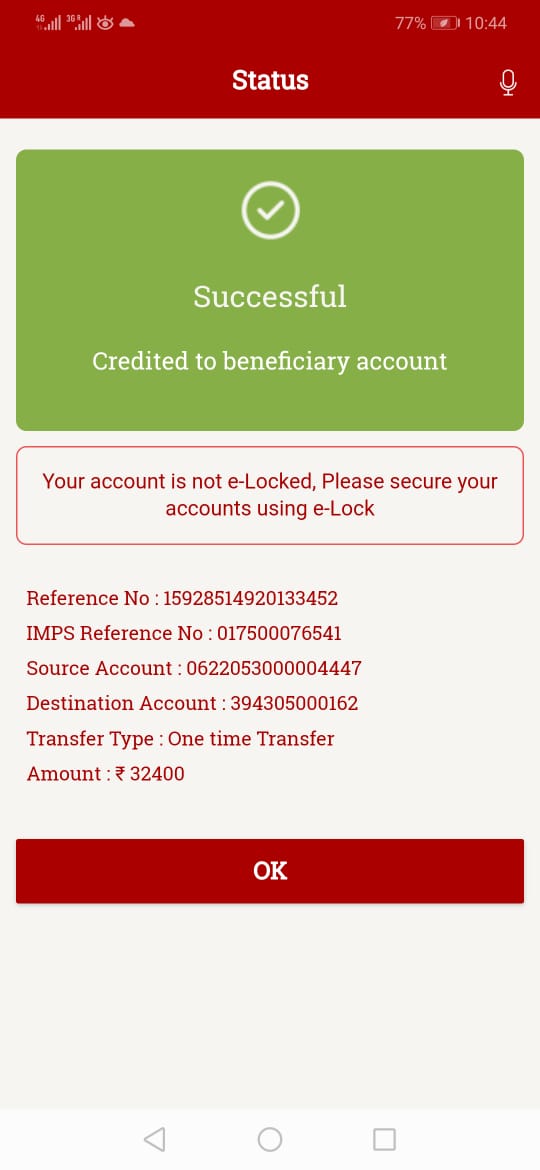 4G 3G R 77% 10:44
Status
Successful
Credited to beneficiary account
Your account is not e-Locked, Please secure your
accounts using e-Lock
Reference No : 15928514920133452
IMPS Reference No : 017500076541
Source Account : 0622053000004447
Destination Account : 394305000162
Transfer Type : One time Transfer
Amount : ₹ 32400
OK